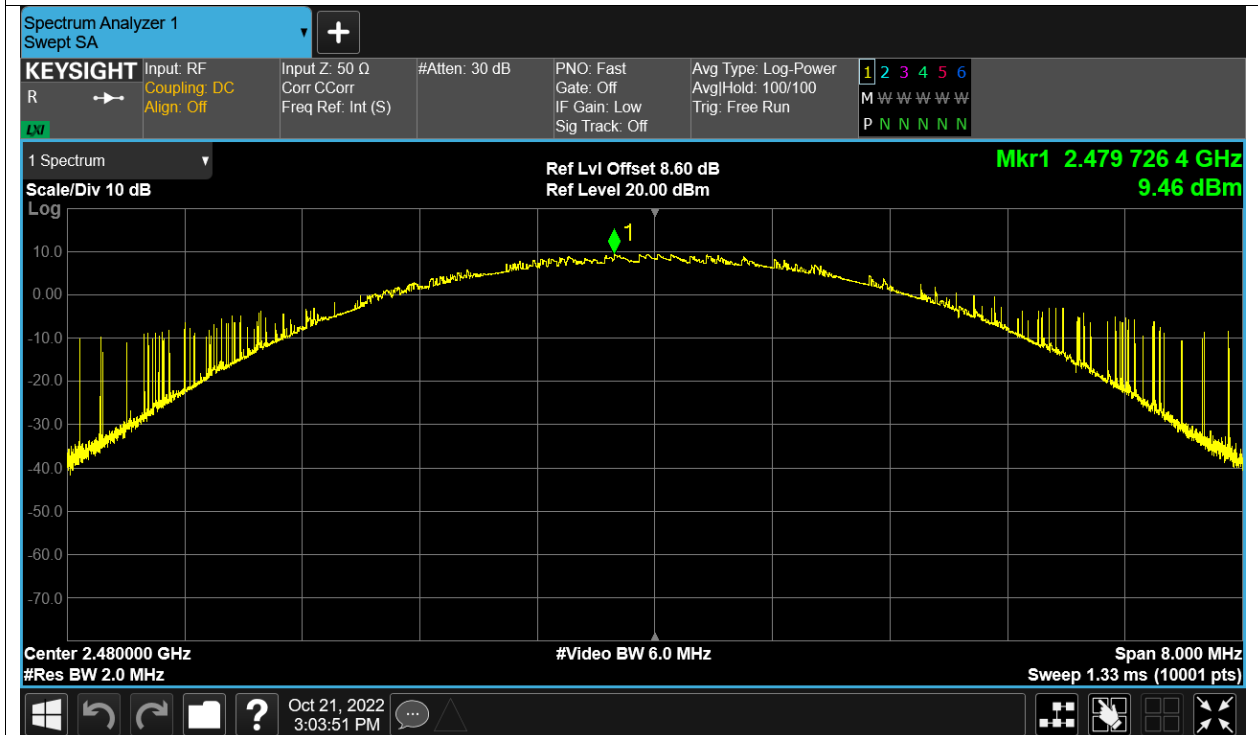 Spectrum Analyzer 1
Swept SA
+
KEYSIGHT
R
LXI
Input: RF
Coupling: DC
Align: Off
Input Z: 50 Ω
Corr CCorr
Freq Ref: Int (S)
#Atten: 30 dB
PNO: Fast
Gate: Off
IF Gain: Low
Sig Track: Off
Avg Type: Log-Power
Avg|Hold: 100/100
Trig: Free Run
1 2 3 4 5 6
M W W W W W
P N N N N N
1 Spectrum
Scale/Div 10 dB
Log
Ref Lvl Offset 8.60 dB
Ref Level 20.00 dBm
Mkr1 2.479 726 4 GHz
9.46 dBm
1
10.0
0.00
-10.0
-20.0
-30.0
-40.0
-50.0
-60.0
-70.0
Center 2.480000 GHz
#Video BW 6.0 MHz
Span 8.000 MHz
#Res BW 2.0 MHz
Sweep 1.33 ms (10001 pts)
?
Oct 21, 2022
3:03:51 PM